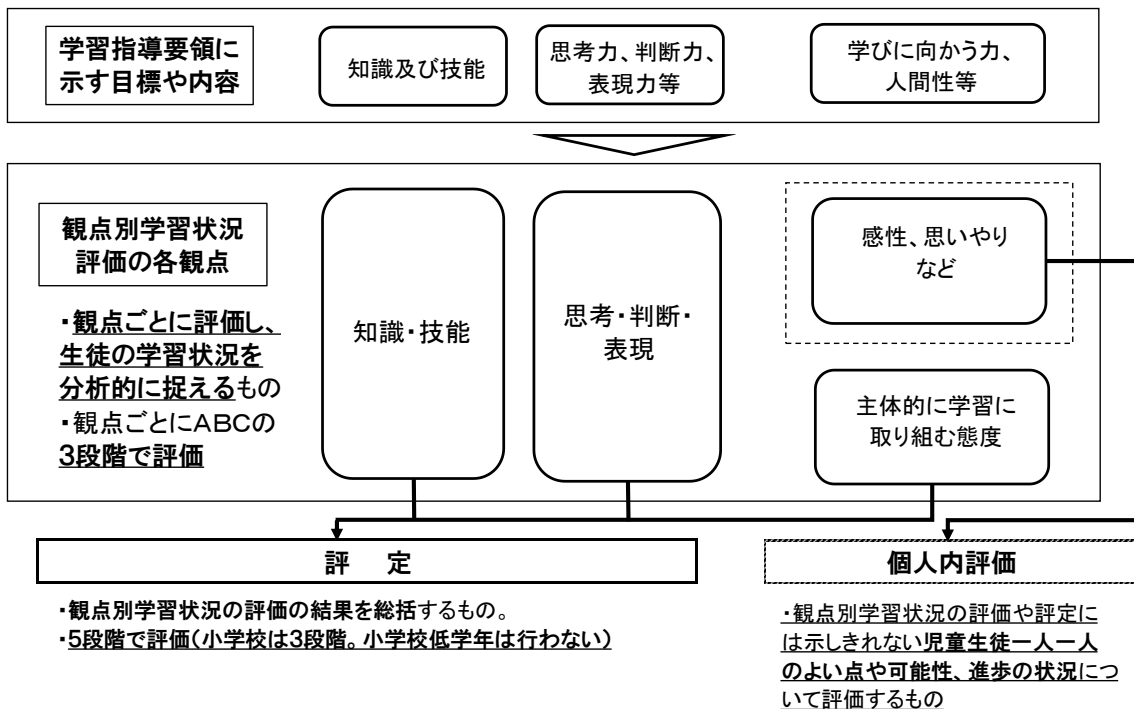 学習指導要領に
示す目標や内容
知識及び技能
思考力、判断力、
表現力等
学びに向かう力、
人間性等
観点別学習状況
評価の各観点
・観点ごとに評価し、
生徒の学習状況を
分析的に捉えるもの
・観点ごとにABCの
3段階で評価
知識・技能
思考・判断・
表現
感性、思いやり
など
主体的に学習に
取り組む態度
評 定
・観点別学習状況の評価の結果を総括するもの。
・5段階で評価(小学校は3段階。小学校低学年は行わない)
個人内評価
・観点別学習状況の評価や評定に
は示しきれない児童生徒一人一人
のよい点や可能性、進歩の状況につ
いて評価するもの